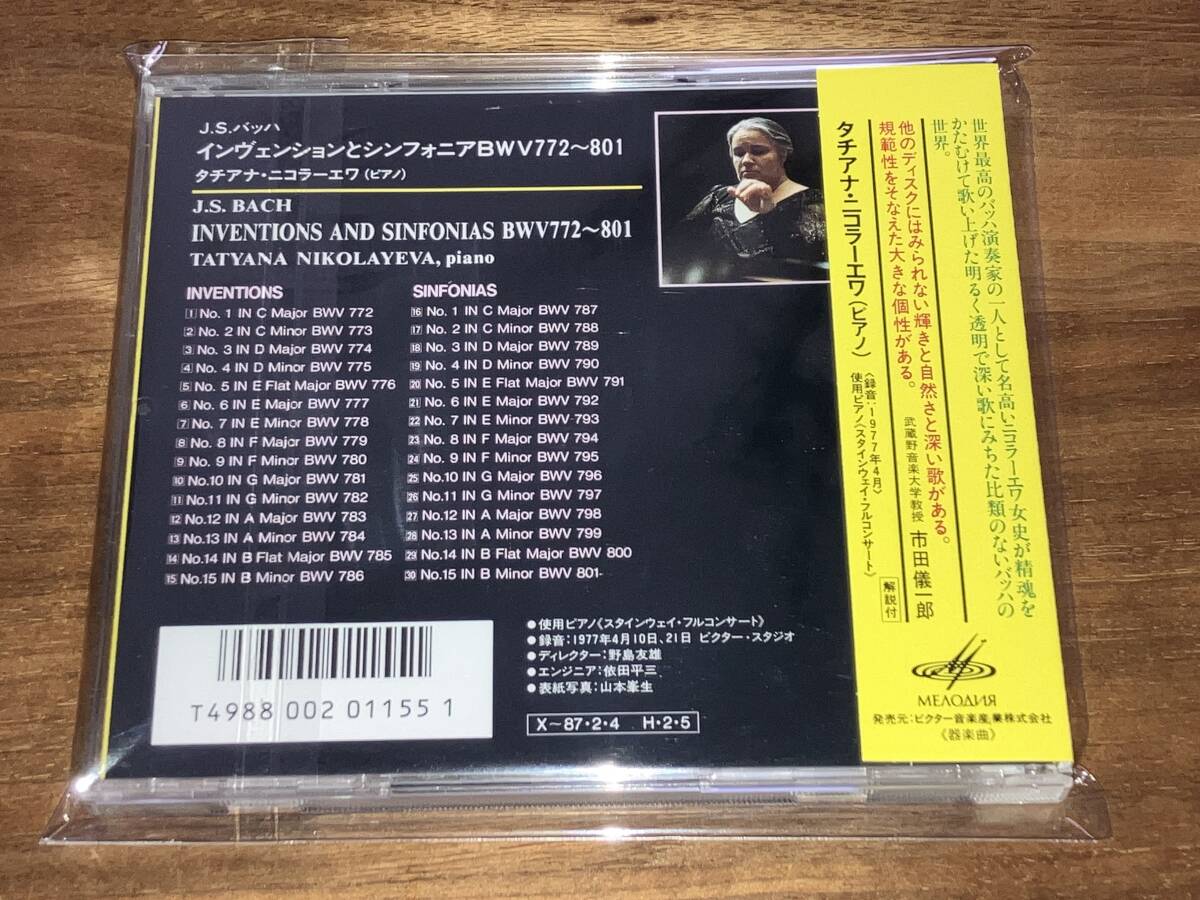 J.S.バッハ
インヴェンションとシンフォニアBWV772～801
タチアナ・ニコラーエワ（ピアノ）
J.S. BACH
INVENTIONS AND SINFONIAS BWV772～801
TATYANA NIKOLAYEVA, piano
INVENTIONS
1 No. 1 IN C Major BWV 772
2 No. 2 IN C Minor BWV 773
3 No. 3 IN D Major BWV 774
4 No. 4 IN D Minor BWV 775
5 No. 5 IN E Flat Major BWV 776
6 No. 6 IN E Major BWV 777
7 No. 7 IN E Minor BWV 778
8 No. 8 IN F Major BWV 779
9 No. 9 IN F Minor BWV 780
10 No.10 IN G Major BWV 781
11 No.11 IN G Minor BWV 782
12 No.12 IN A Major BWV 783
13 No.13 IN A Minor BWV 784
14 No.14 IN B Flat Major BWV 785
15 No.15 IN B Minor BWV 786
SINFONIAS
16 No. 1 IN C Major BWV 787
17 No. 2 IN C Minor BWV 788
18 No. 3 IN D Major BWV 789
19 No. 4 IN D Minor BWV 790
20 No. 5 IN E Flat Major BWV 791
21 No. 6 IN E Major BWV 792
22 No. 7 IN E Minor BWV 793
23 No. 8 IN F Major BWV 794
24 No. 9 IN F Minor BWV 795
25 No.10 IN G Major BWV 796
26 No.11 IN G Minor BWV 797
27 No.12 IN A Major BWV 798
28 No.13 IN A Minor BWV 799
29 No.14 IN B Flat Major BWV 800
30 No.15 IN B Minor BWV 801
●使用ピアノ《スタインウェイ・フルコンサート》
●録音：1977年4月10日、21日 ビクター・スタジオ
●ディレクター：野島友雄
●エンジニア：依田平三
●表紙写真：山本峯生
X～87・2・4 H・2・5
T4988 002 01155 1
世界最高のバッハ演奏家の一人として名高いニコラーエワ女史が精魂を
かたむけて歌い上げた明るく透明で深い歌にみちた比類のないバッハの
世界。
他のディスクにはみられない輝きと自然さと深い歌がある。
規範性をそなえた大きな個性がある。
武蔵野音楽大学教授 市田儀一郎
タチアナ・ニコラーエワ（ピアノ）
《録音：1977年4月》
使用ピアノ《スタインウェイ・フルコンサート》
解説付
МЕЛОДИЯ
発売元：ビクター音楽産業株式会社
《器楽曲》